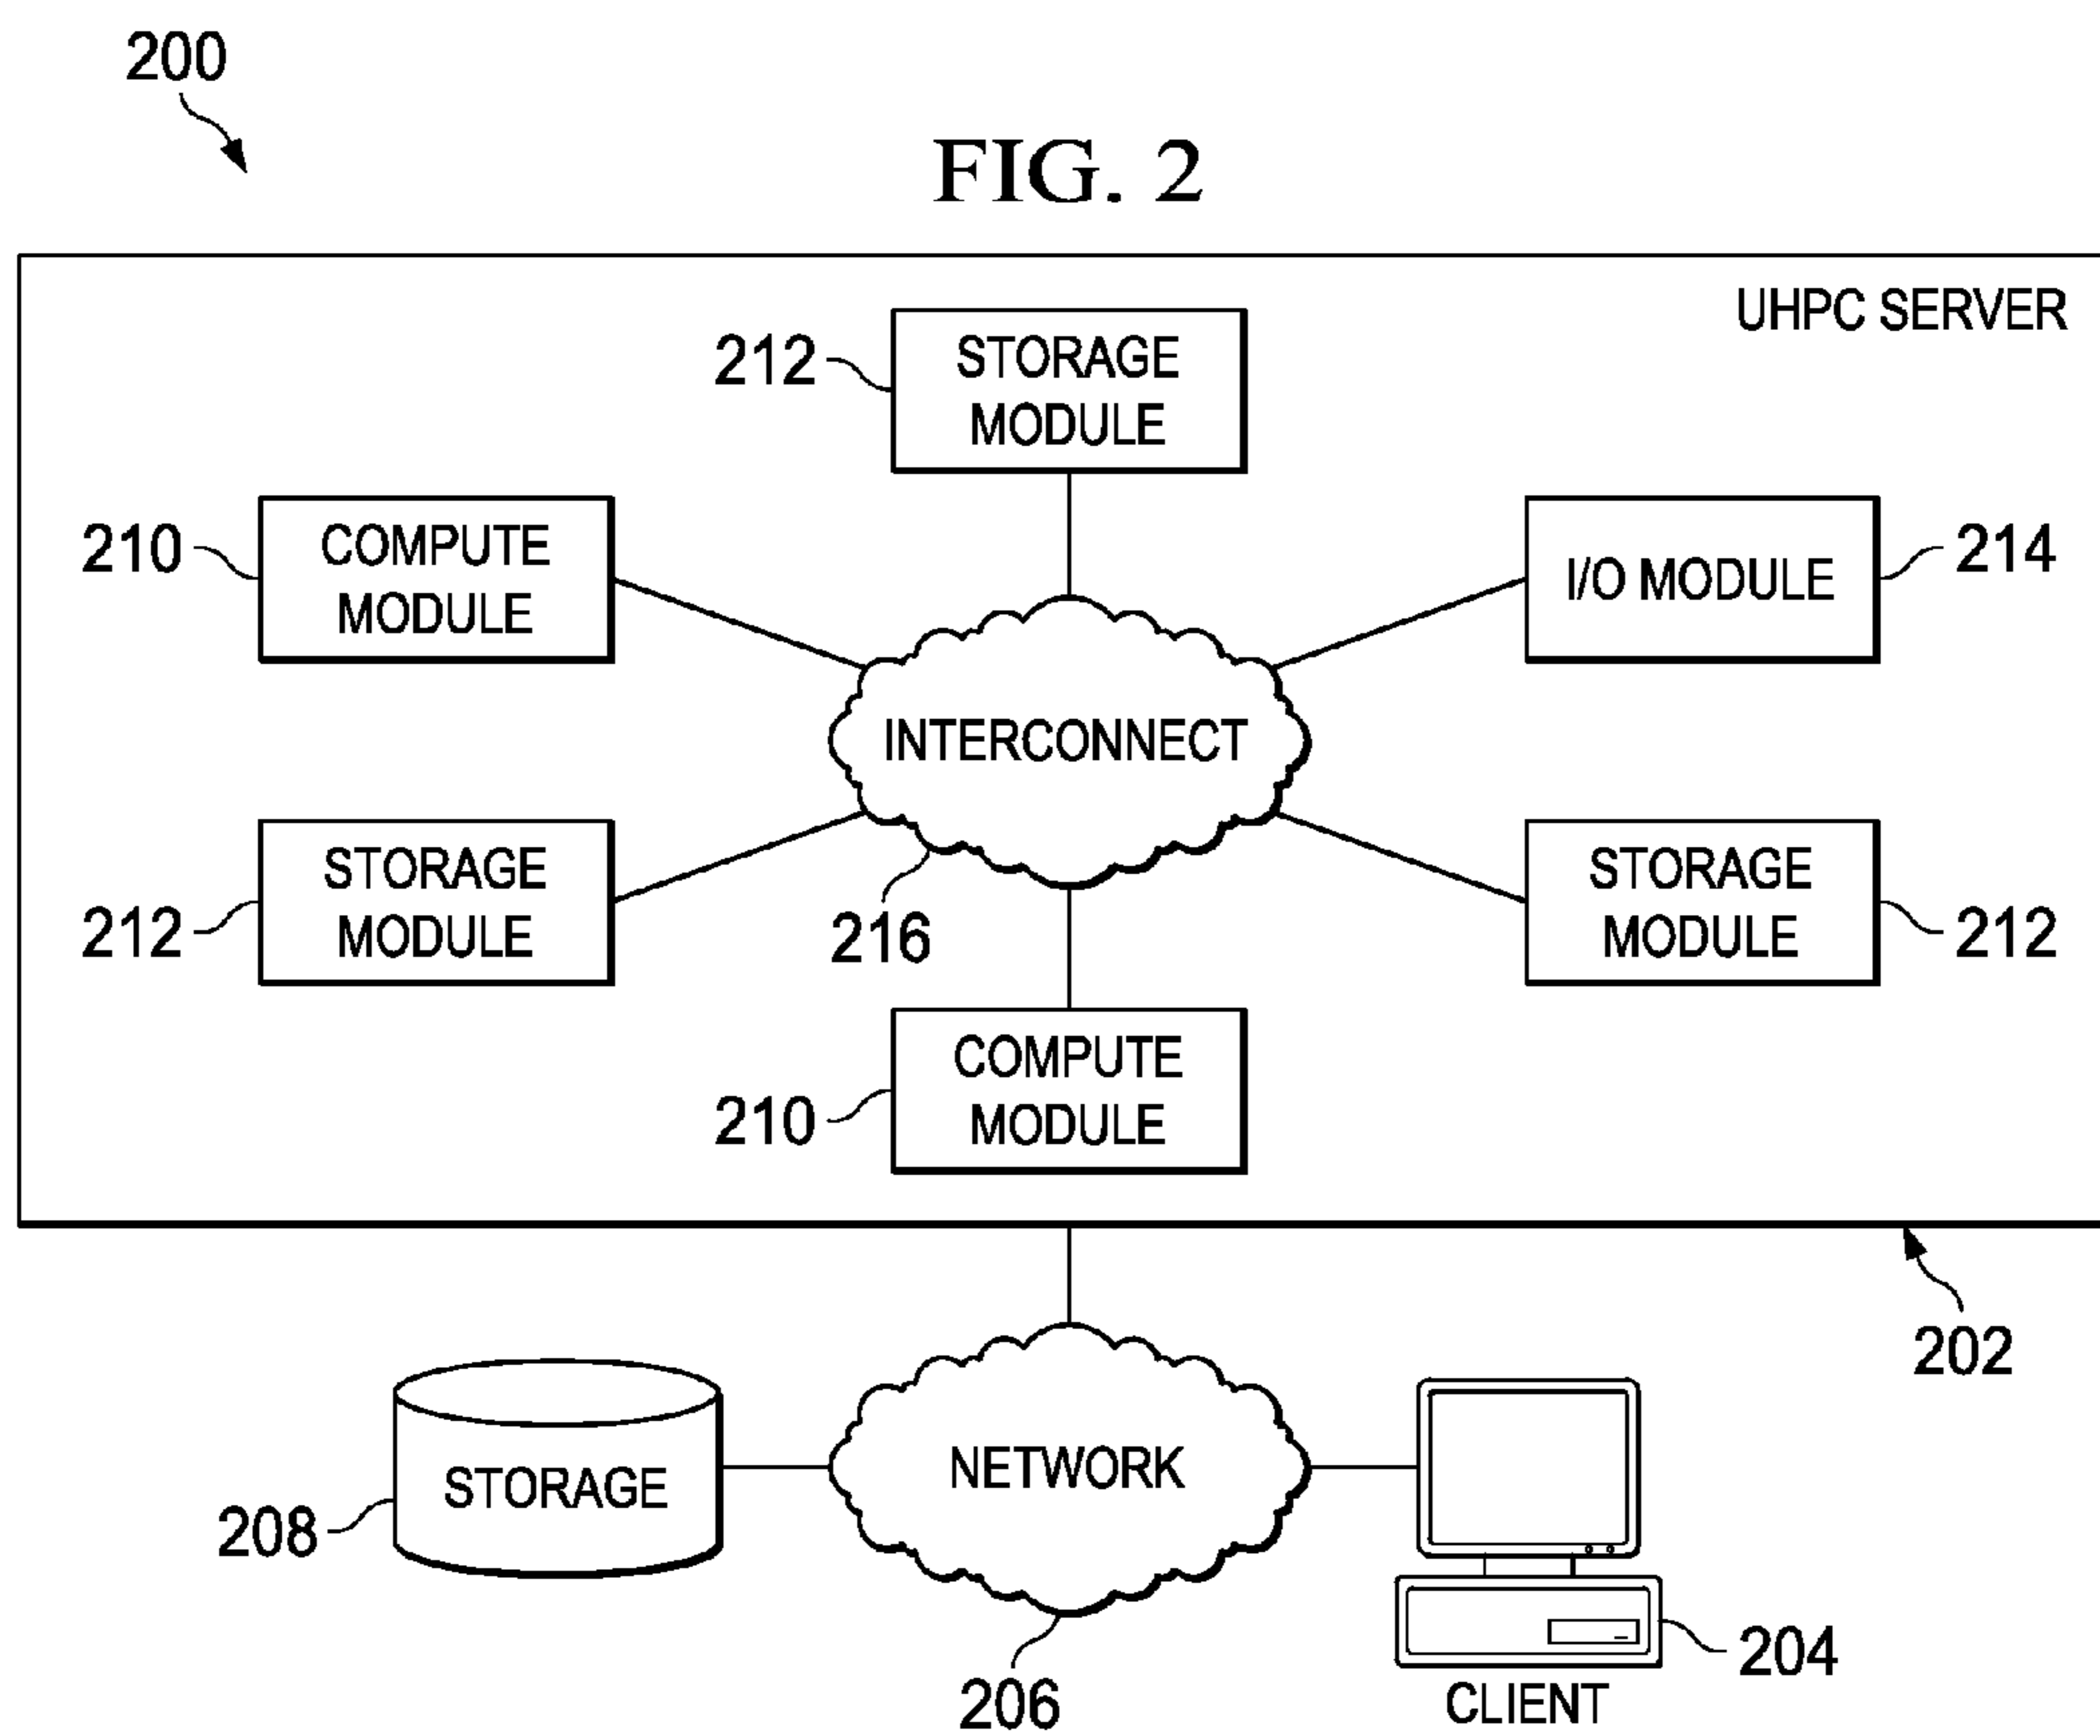 200
FIG. 2
UHPC SERVER
212
STORAGE
MODULE
210
COMPUTE
MODULE
I/O MODULE
214
INTERCONNECT
212
STORAGE
MODULE
216
STORAGE
MODULE
212
210
COMPUTE
MODULE
202
208
STORAGE
NETWORK
206
204
CLIENT